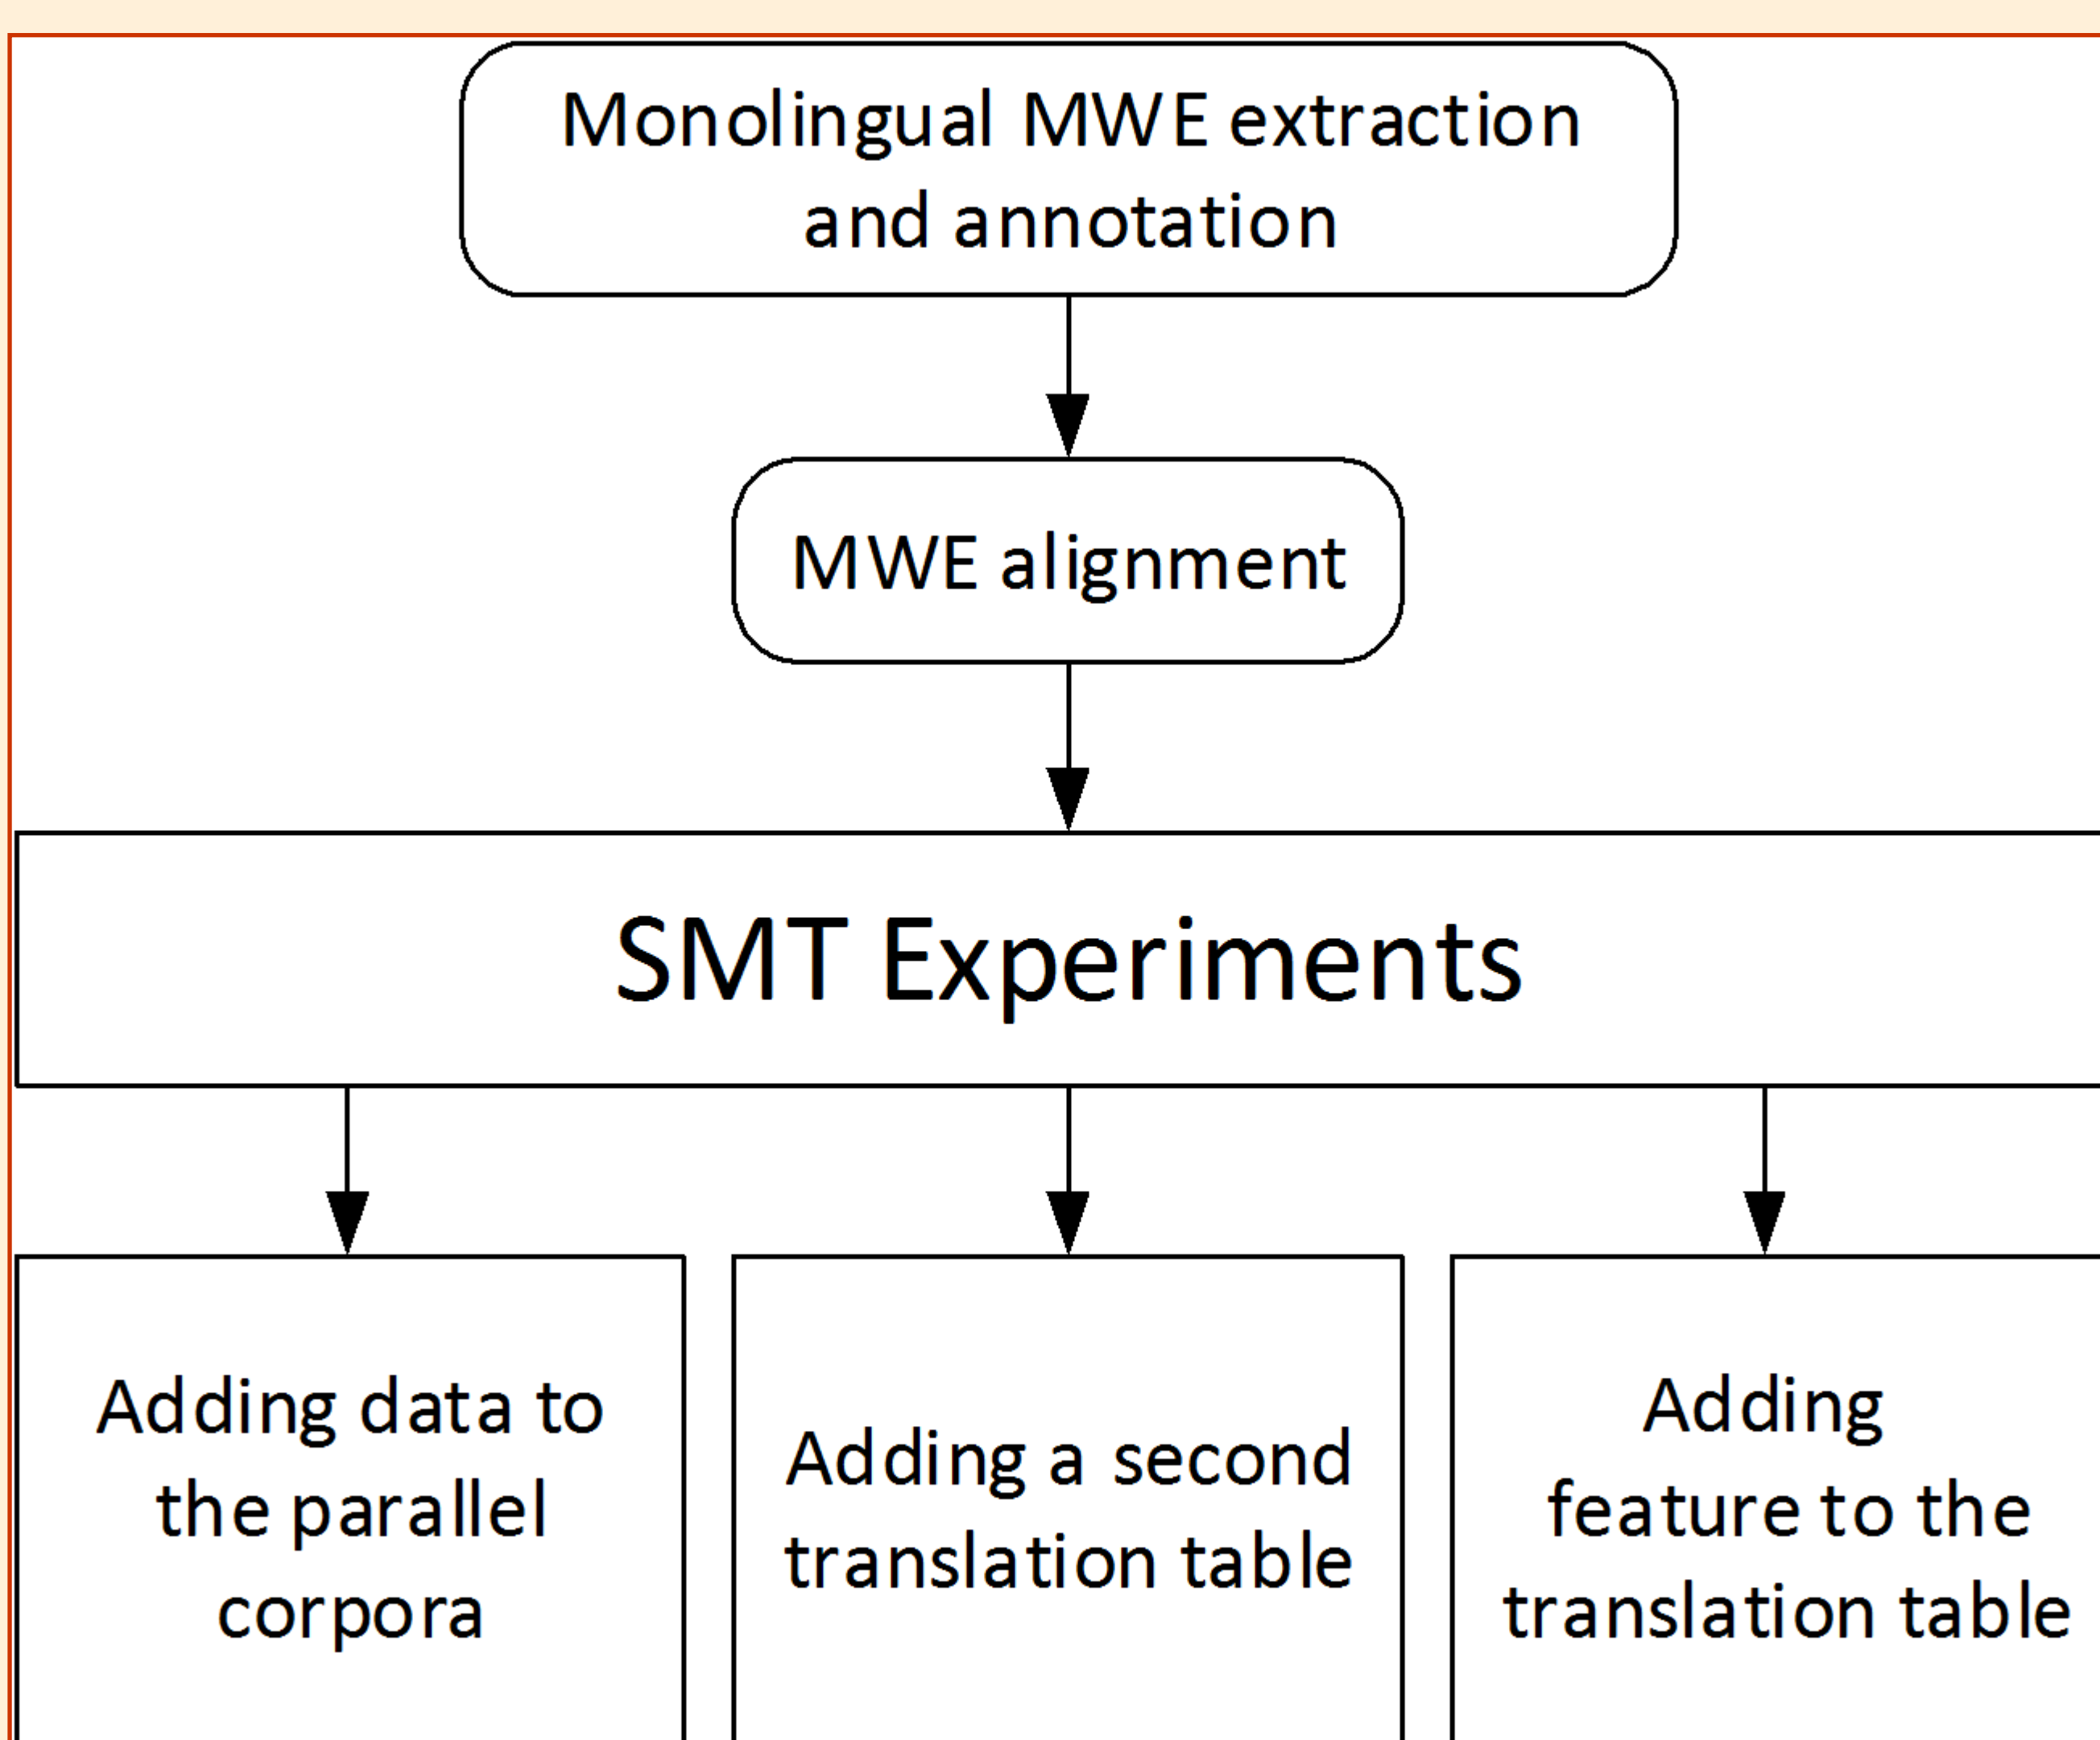 Monolingual MWE extraction
and annotation
MWE alignment
SMT Experiments
Adding data to
the parallel
corpora
Adding a second
translation table
Adding
feature to the
translation table